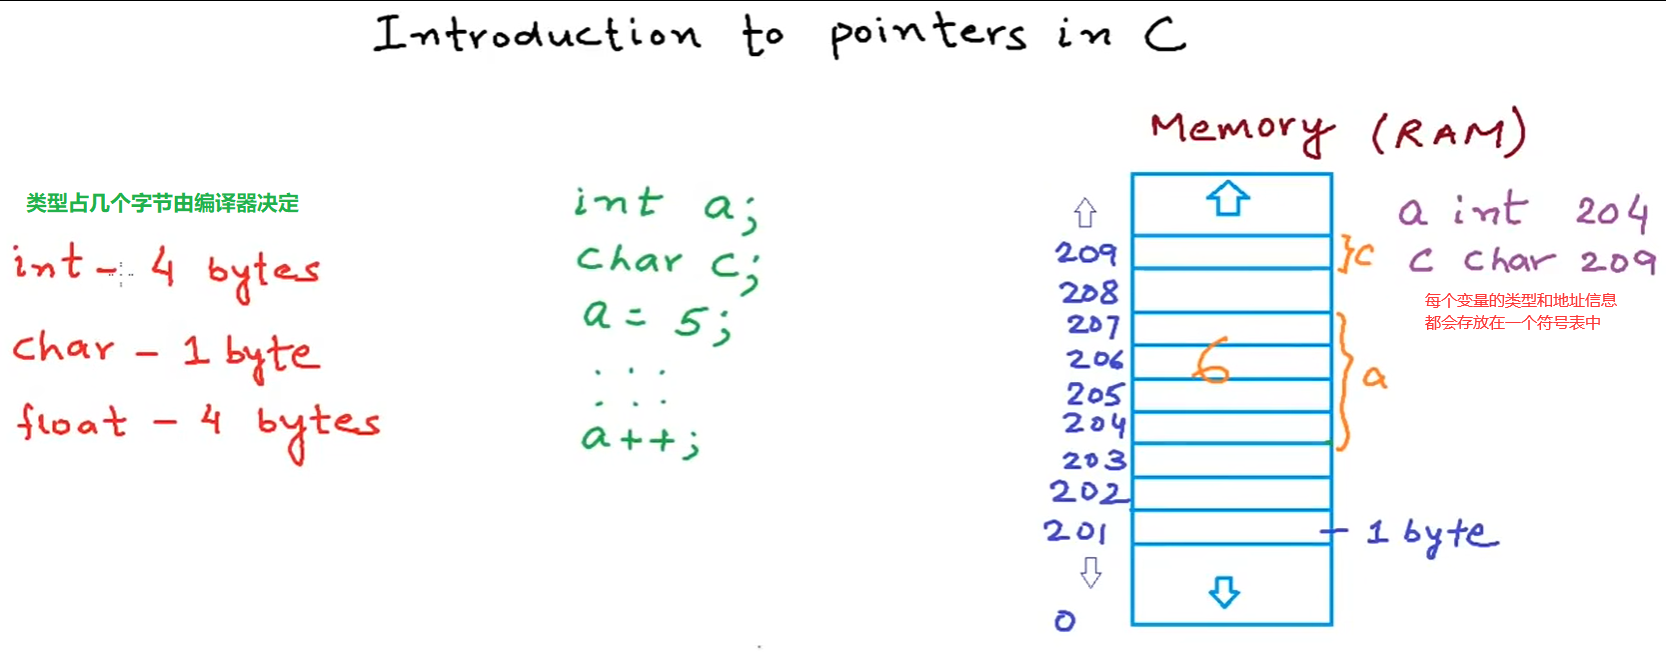 Introduction to pointers in C
Memory (RAM)
类型占几个字节由编译器决定
int - 4 bytes
char - 1 byte
float - 4 bytes
int a;
char c;
a = 5;
. . .
. . .
a++;
209
208
207
206
205
204
203
202
201
0
6
c
a
1 byte
a int 204
c char 209
每个变量的类型和地址信息
都会存放在一个符号表中